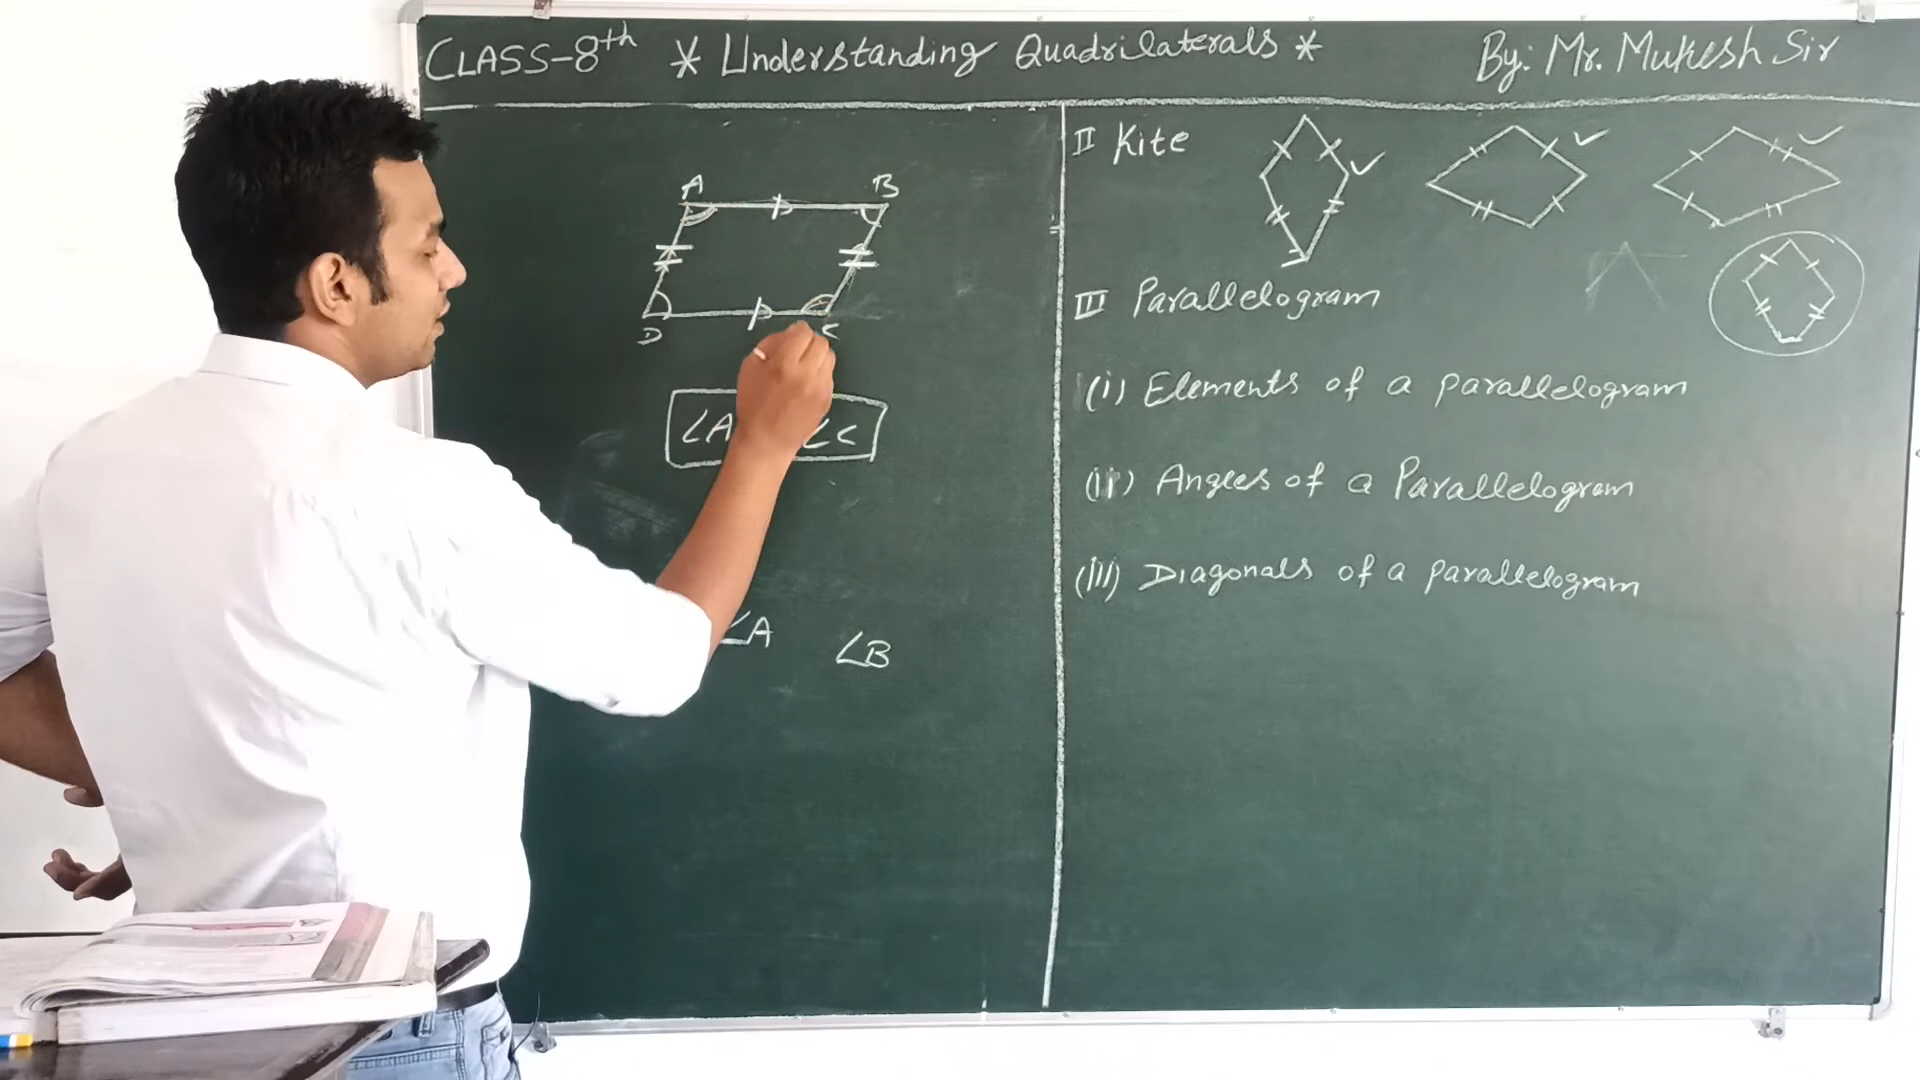 CLASS-8th * Understanding Quadrilaterals * By: Mr. Mukesh Sir
A B
D C
∠A ∠C
∠A ∠B
II Kite
III Parallelogram
(i) Elements of a parallelogram
(ii) Angles of a Parallelogram
(iii) Diagonals of a parallelogram